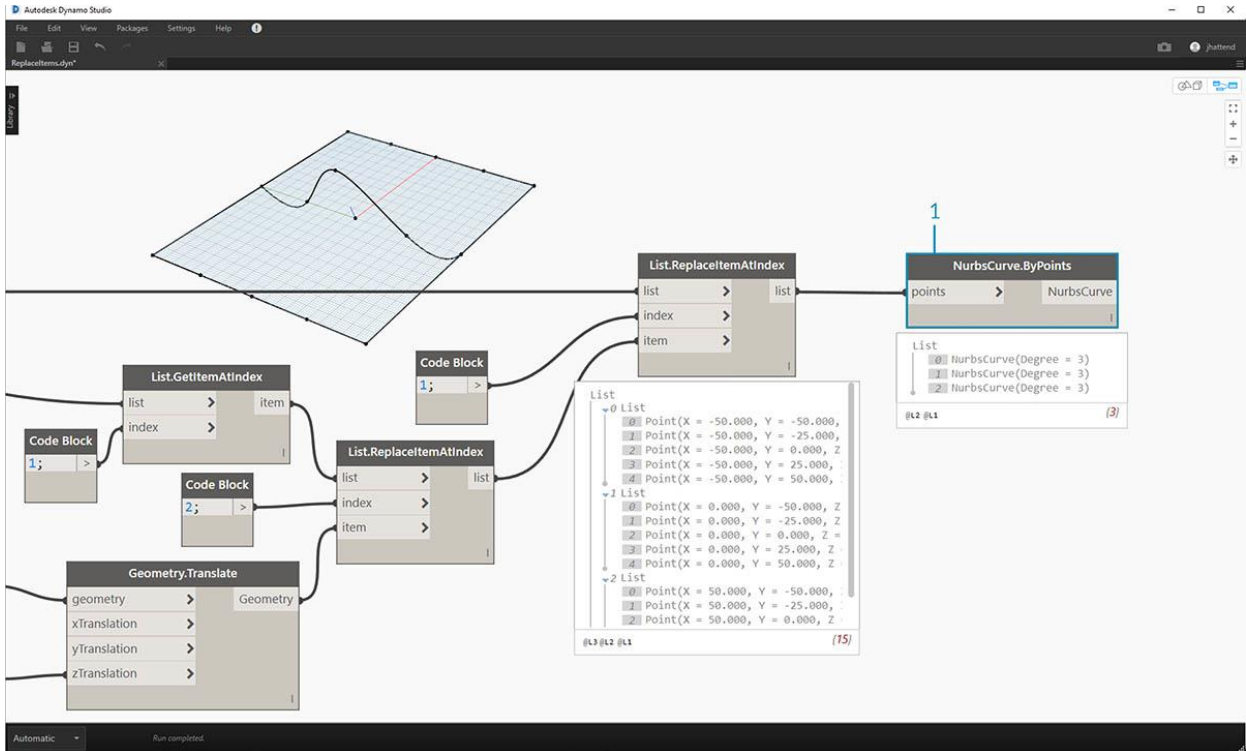 Autodesk Dynamo Studio
File Edit View Packages Settings Help
jhattend
ReplaceItems.dyn*
Library
1
List.ReplaceItemAtIndex
list > list
index >
item >
NurbsCurve.ByPoints
points > NurbsCurve
List
0 NurbsCurve(Degree = 3)
1 NurbsCurve(Degree = 3)
2 NurbsCurve(Degree = 3)
@L2 @L1 {3}
List.GetItemAtIndex
list > item
index >
Code Block
1; >
Code Block
1; >
List.ReplaceItemAtIndex
list > list
index >
item >
Code Block
2; >
Geometry.Translate
geometry > Geometry
xTranslation >
yTranslation >
zTranslation >
List
0 List
0 Point(X = -50.000, Y = -50.000,
1 Point(X = -50.000, Y = -25.000,
2 Point(X = -50.000, Y = 0.000, Z
3 Point(X = -50.000, Y = 25.000,
4 Point(X = -50.000, Y = 50.000,
1 List
0 Point(X = 0.000, Y = -50.000, Z
1 Point(X = 0.000, Y = -25.000, Z
2 Point(X = 0.000, Y = 0.000, Z =
3 Point(X = 0.000, Y = 25.000, Z
4 Point(X = 0.000, Y = 50.000, Z
2 List
0 Point(X = 50.000, Y = -50.000,
1 Point(X = 50.000, Y = -25.000,
2 Point(X = 50.000, Y = 0.000, Z
@L3 @L2 @L1 {15}
Automatic Run completed.